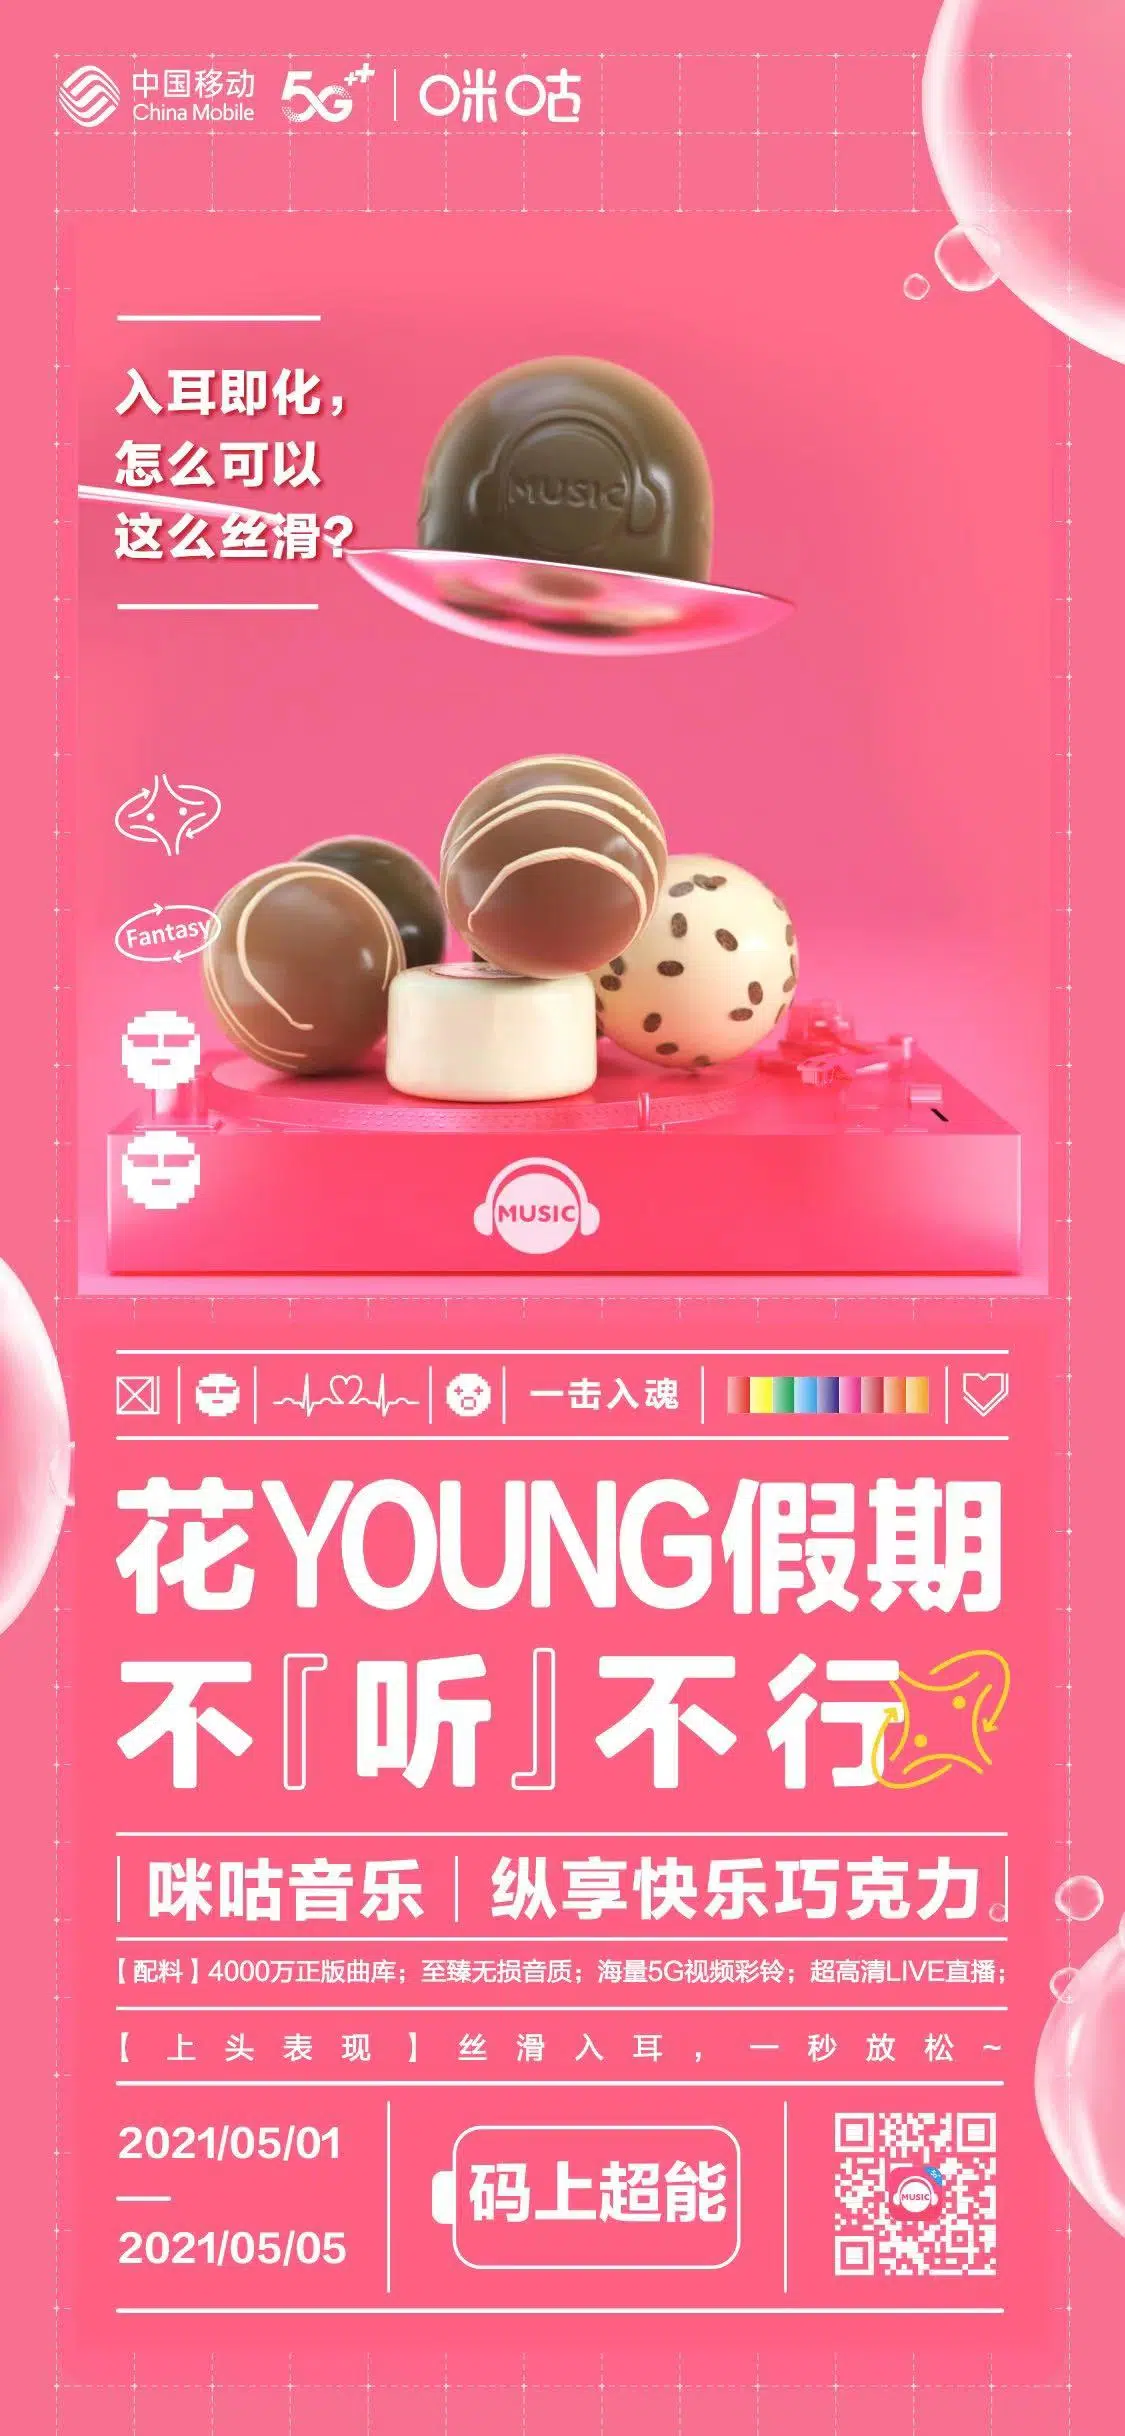 中国移动
China Mobile
5G++
咪咕
入耳即化，
怎么可以
这么丝滑？
MUSIC
Fantasy
MUSIC
一击入魂
花YOUNG假期
不『听』不行
咪咕音乐 纵享快乐巧克力
【配料】4000万正版曲库；至臻无损音质；海量5G视频彩铃；超高清LIVE直播；
【上头表现】丝滑入耳，一秒放松~
2021/05/01
—
2021/05/05
码上超能
MUSIC